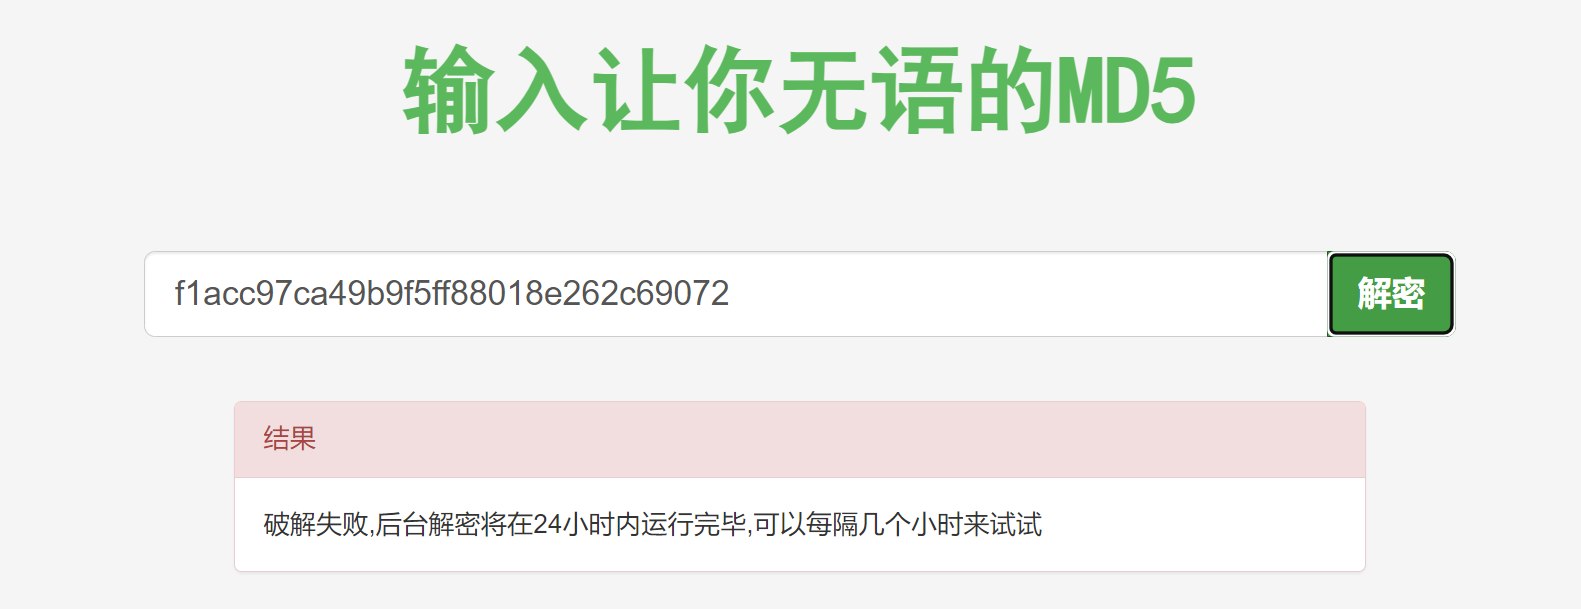 输入让你无语的MD5
f1acc97ca49b9f5ff88018e262c69072
解密
结果
破解失败,后台解密将在24小时内运行完毕,可以每隔几个小时来试试